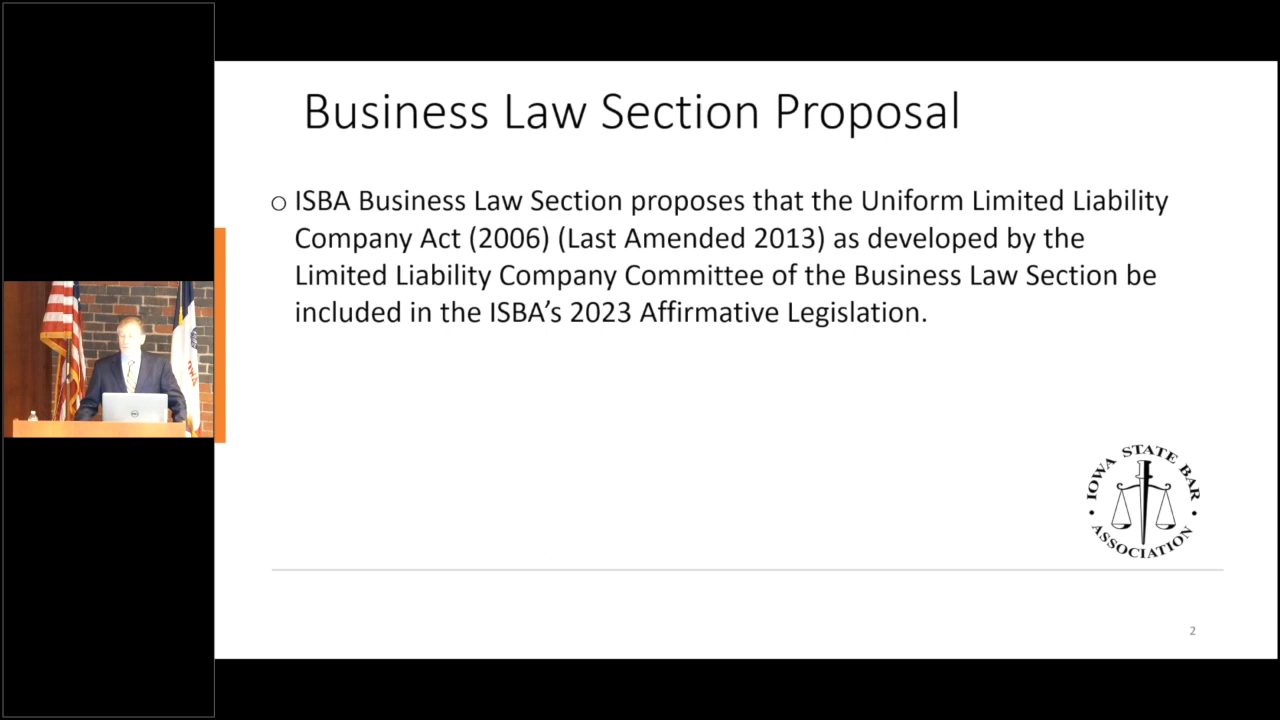 Business Law Section Proposal
o ISBA Business Law Section proposes that the Uniform Limited Liability
Company Act (2006) (Last Amended 2013) as developed by the
Limited Liability Company Committee of the Business Law Section be
included in the ISBA’s 2023 Affirmative Legislation.
• IOWA STATE BAR •
ASSOCIATION
2